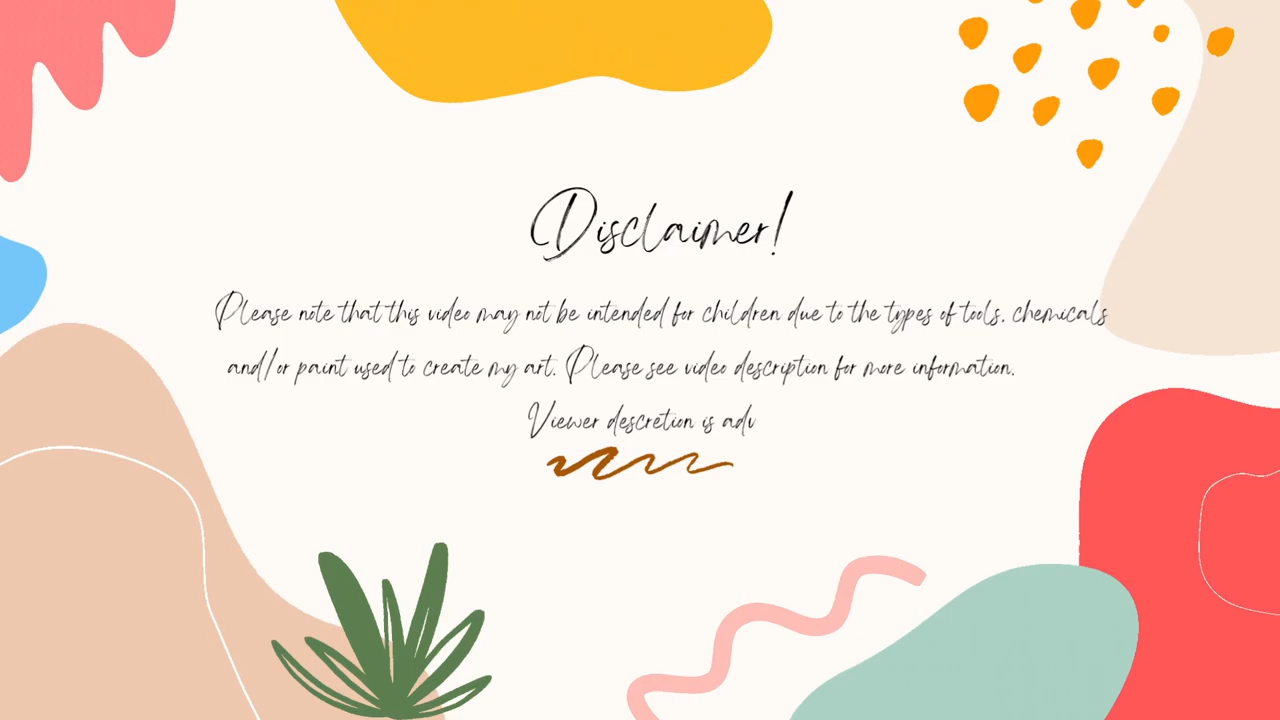 Disclaimer!
Please note that this video may not be intended for children due to the types of tools, chemicals
and/or paint used to create my art. Please see video description for more information.
Viewer descretion is adv